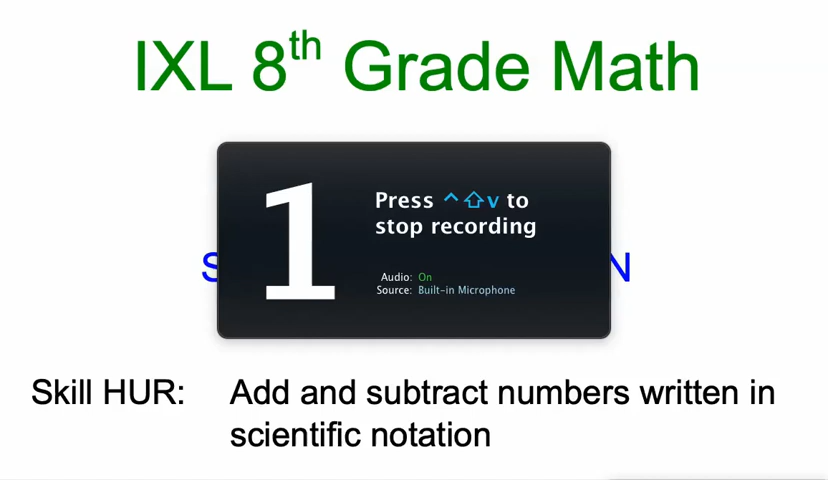 IXL 8th Grade Math
1
Press ^⇧v to
stop recording
S N
Audio: On
Source: Built-in Microphone
Skill HUR: Add and subtract numbers written in
scientific notation